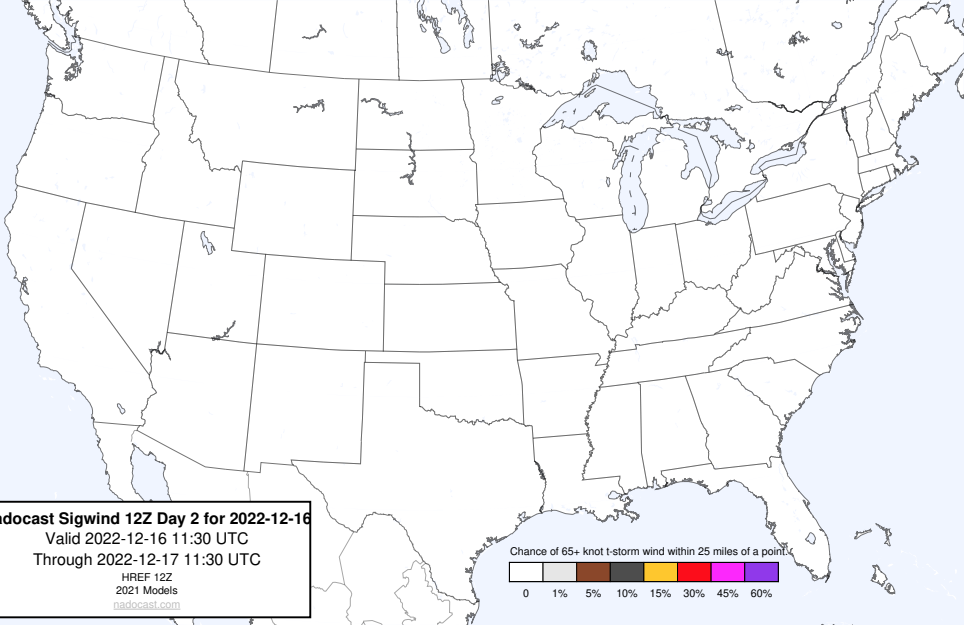 adocast Sigwind 12Z Day 2 for 2022-12-16
Valid 2022-12-16 11:30 UTC
Through 2022-12-17 11:30 UTC
HREF 12Z
2021 Models
nadocast.com
Chance of 65+ knot t-storm wind within 25 miles of a point.
0 1% 5% 10% 15% 30% 45% 60%